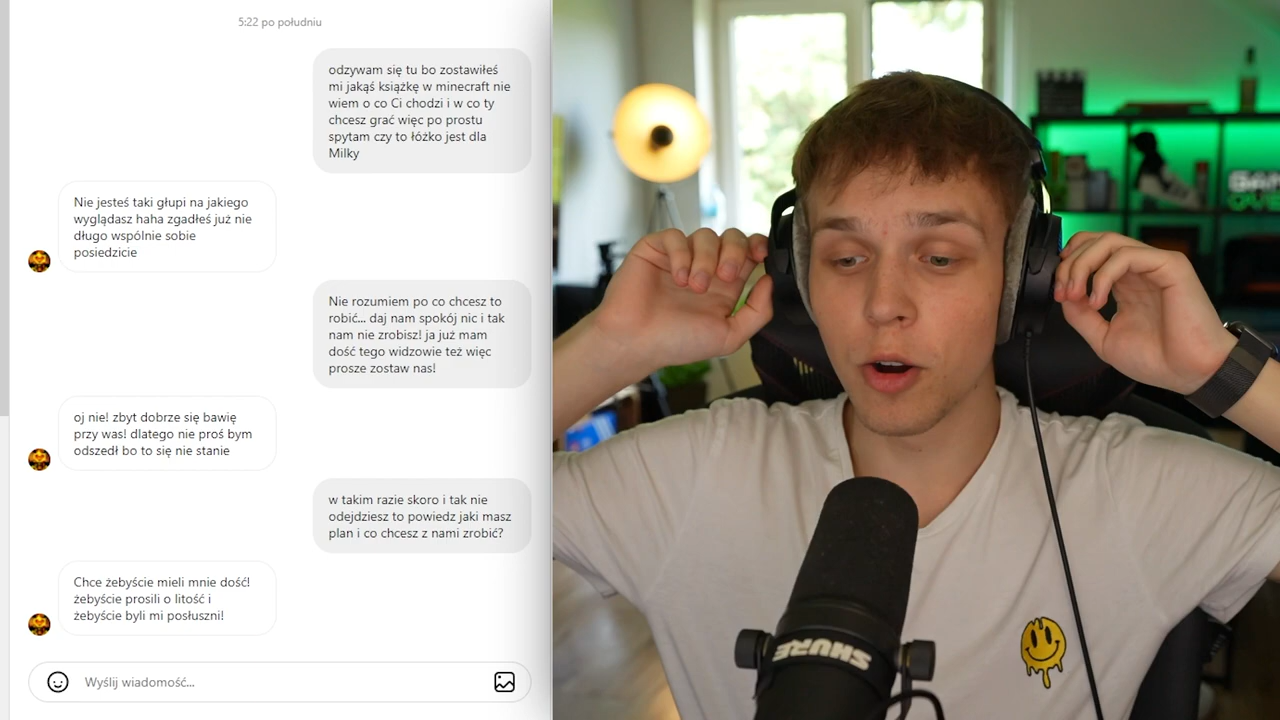 5:22 po południu
odzywam się tu bo zostawiłeś
mi jakąś książkę w minecraft nie
wiem o co Ci chodzi i w co ty
chcesz grać więc po prostu
spytam czy to łóżko jest dla
Milky
Nie jesteś taki głupi na jakiego
wyglądasz haha zgadłeś już nie
długo wspólnie sobie
posiedzicie
Nie rozumiem po co chcesz to
robić... daj nam spokój nic i tak
nam nie zrobisz! ja już mam
dość tego widzowie też więc
prosze zostaw nas!
oj nie! zbyt dobrze się bawię
przy was! dlatego nie proś bym
odszedł bo to się nie stanie
w takim razie skoro i tak nie
odejdziesz to powiedz jaki masz
plan i co chcesz z nami zrobić?
Chce żebyście mieli mnie dość!
żebyście prosili o litość i
żebyście byli mi posłuszni!
Wyślij wiadomość...
SHURE